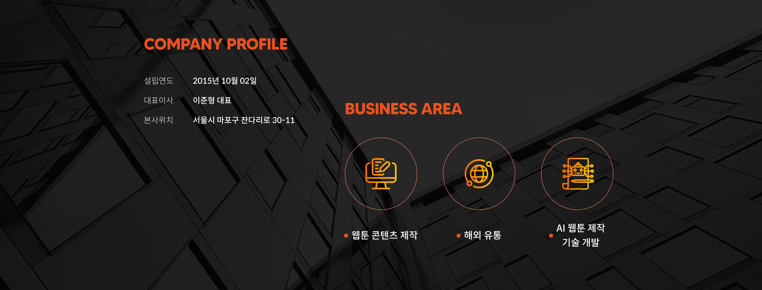 COMPANY PROFILE
설립연도 2015년 10월 02일
대표이사 이준형 대표
본사위치 서울시 마포구 잔다리로 30-11
BUSINESS AREA
웹툰 콘텐츠 제작
해외 유통
AI 웹툰 제작
기술 개발